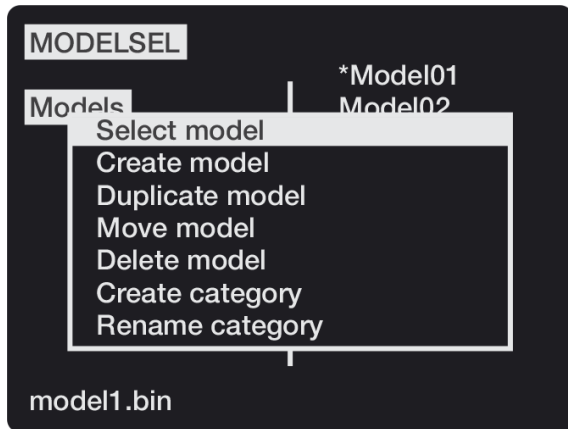 MODELSEL
*Model01
Models
Model02
Select model
Create model
Duplicate model
Move model
Delete model
Create category
Rename category
model1.bin